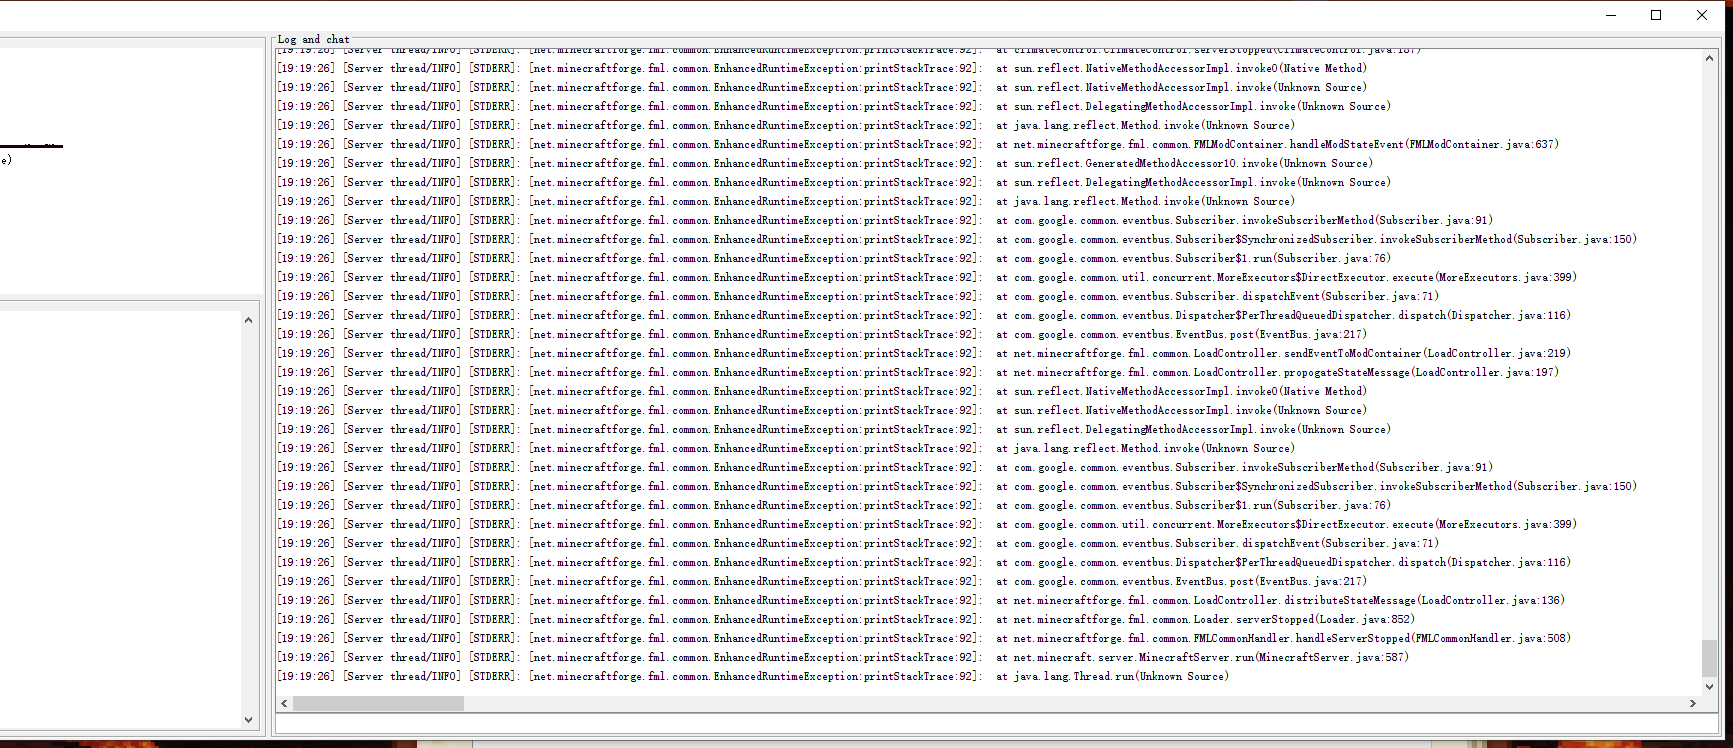 Log and chat
[19:19:26] [Server thread/INFO] [STDERR]: [net.minecraftforge.fml.common.EnhancedRuntimeException:printStackTrace:92]:  at climateControl.ClimateControl.serverStopped(ClimateControl.java:187)
[19:19:26] [Server thread/INFO] [STDERR]: [net.minecraftforge.fml.common.EnhancedRuntimeException:printStackTrace:92]:  at sun.reflect.NativeMethodAccessorImpl.invoke0(Native Method)
[19:19:26] [Server thread/INFO] [STDERR]: [net.minecraftforge.fml.common.EnhancedRuntimeException:printStackTrace:92]:  at sun.reflect.NativeMethodAccessorImpl.invoke(Unknown Source)
[19:19:26] [Server thread/INFO] [STDERR]: [net.minecraftforge.fml.common.EnhancedRuntimeException:printStackTrace:92]:  at sun.reflect.DelegatingMethodAccessorImpl.invoke(Unknown Source)
[19:19:26] [Server thread/INFO] [STDERR]: [net.minecraftforge.fml.common.EnhancedRuntimeException:printStackTrace:92]:  at java.lang.reflect.Method.invoke(Unknown Source)
[19:19:26] [Server thread/INFO] [STDERR]: [net.minecraftforge.fml.common.EnhancedRuntimeException:printStackTrace:92]:  at net.minecraftforge.fml.common.FMLModContainer.handleModStateEvent(FMLModContainer.java:637)
e)
[19:19:26] [Server thread/INFO] [STDERR]: [net.minecraftforge.fml.common.EnhancedRuntimeException:printStackTrace:92]:  at sun.reflect.GeneratedMethodAccessor10.invoke(Unknown Source)
[19:19:26] [Server thread/INFO] [STDERR]: [net.minecraftforge.fml.common.EnhancedRuntimeException:printStackTrace:92]:  at sun.reflect.DelegatingMethodAccessorImpl.invoke(Unknown Source)
[19:19:26] [Server thread/INFO] [STDERR]: [net.minecraftforge.fml.common.EnhancedRuntimeException:printStackTrace:92]:  at java.lang.reflect.Method.invoke(Unknown Source)
[19:19:26] [Server thread/INFO] [STDERR]: [net.minecraftforge.fml.common.EnhancedRuntimeException:printStackTrace:92]:  at com.google.common.eventbus.Subscriber.invokeSubscriberMethod(Subscriber.java:91)
[19:19:26] [Server thread/INFO] [STDERR]: [net.minecraftforge.fml.common.EnhancedRuntimeException:printStackTrace:92]:  at com.google.common.eventbus.Subscriber$SynchronizedSubscriber.invokeSubscriberMethod(Subscriber.java:150)
[19:19:26] [Server thread/INFO] [STDERR]: [net.minecraftforge.fml.common.EnhancedRuntimeException:printStackTrace:92]:  at com.google.common.eventbus.Subscriber$1.run(Subscriber.java:76)
[19:19:26] [Server thread/INFO] [STDERR]: [net.minecraftforge.fml.common.EnhancedRuntimeException:printStackTrace:92]:  at com.google.common.util.concurrent.MoreExecutors$DirectExecutor.execute(MoreExecutors.java:399)
[19:19:26] [Server thread/INFO] [STDERR]: [net.minecraftforge.fml.common.EnhancedRuntimeException:printStackTrace:92]:  at com.google.common.eventbus.Subscriber.dispatchEvent(Subscriber.java:71)
[19:19:26] [Server thread/INFO] [STDERR]: [net.minecraftforge.fml.common.EnhancedRuntimeException:printStackTrace:92]:  at com.google.common.eventbus.Dispatcher$PerThreadQueuedDispatcher.dispatch(Dispatcher.java:116)
[19:19:26] [Server thread/INFO] [STDERR]: [net.minecraftforge.fml.common.EnhancedRuntimeException:printStackTrace:92]:  at com.google.common.eventbus.EventBus.post(EventBus.java:217)
[19:19:26] [Server thread/INFO] [STDERR]: [net.minecraftforge.fml.common.EnhancedRuntimeException:printStackTrace:92]:  at net.minecraftforge.fml.common.LoadController.sendEventToModContainer(LoadController.java:219)
[19:19:26] [Server thread/INFO] [STDERR]: [net.minecraftforge.fml.common.EnhancedRuntimeException:printStackTrace:92]:  at net.minecraftforge.fml.common.LoadController.propogateStateMessage(LoadController.java:197)
[19:19:26] [Server thread/INFO] [STDERR]: [net.minecraftforge.fml.common.EnhancedRuntimeException:printStackTrace:92]:  at sun.reflect.NativeMethodAccessorImpl.invoke0(Native Method)
[19:19:26] [Server thread/INFO] [STDERR]: [net.minecraftforge.fml.common.EnhancedRuntimeException:printStackTrace:92]:  at sun.reflect.NativeMethodAccessorImpl.invoke(Unknown Source)
[19:19:26] [Server thread/INFO] [STDERR]: [net.minecraftforge.fml.common.EnhancedRuntimeException:printStackTrace:92]:  at sun.reflect.DelegatingMethodAccessorImpl.invoke(Unknown Source)
[19:19:26] [Server thread/INFO] [STDERR]: [net.minecraftforge.fml.common.EnhancedRuntimeException:printStackTrace:92]:  at java.lang.reflect.Method.invoke(Unknown Source)
[19:19:26] [Server thread/INFO] [STDERR]: [net.minecraftforge.fml.common.EnhancedRuntimeException:printStackTrace:92]:  at com.google.common.eventbus.Subscriber.invokeSubscriberMethod(Subscriber.java:91)
[19:19:26] [Server thread/INFO] [STDERR]: [net.minecraftforge.fml.common.EnhancedRuntimeException:printStackTrace:92]:  at com.google.common.eventbus.Subscriber$SynchronizedSubscriber.invokeSubscriberMethod(Subscriber.java:150)
[19:19:26] [Server thread/INFO] [STDERR]: [net.minecraftforge.fml.common.EnhancedRuntimeException:printStackTrace:92]:  at com.google.common.eventbus.Subscriber$1.run(Subscriber.java:76)
[19:19:26] [Server thread/INFO] [STDERR]: [net.minecraftforge.fml.common.EnhancedRuntimeException:printStackTrace:92]:  at com.google.common.util.concurrent.MoreExecutors$DirectExecutor.execute(MoreExecutors.java:399)
[19:19:26] [Server thread/INFO] [STDERR]: [net.minecraftforge.fml.common.EnhancedRuntimeException:printStackTrace:92]:  at com.google.common.eventbus.Subscriber.dispatchEvent(Subscriber.java:71)
[19:19:26] [Server thread/INFO] [STDERR]: [net.minecraftforge.fml.common.EnhancedRuntimeException:printStackTrace:92]:  at com.google.common.eventbus.Dispatcher$PerThreadQueuedDispatcher.dispatch(Dispatcher.java:116)
[19:19:26] [Server thread/INFO] [STDERR]: [net.minecraftforge.fml.common.EnhancedRuntimeException:printStackTrace:92]:  at com.google.common.eventbus.EventBus.post(EventBus.java:217)
[19:19:26] [Server thread/INFO] [STDERR]: [net.minecraftforge.fml.common.EnhancedRuntimeException:printStackTrace:92]:  at net.minecraftforge.fml.common.LoadController.distributeStateMessage(LoadController.java:136)
[19:19:26] [Server thread/INFO] [STDERR]: [net.minecraftforge.fml.common.EnhancedRuntimeException:printStackTrace:92]:  at net.minecraftforge.fml.common.Loader.serverStopped(Loader.java:852)
[19:19:26] [Server thread/INFO] [STDERR]: [net.minecraftforge.fml.common.EnhancedRuntimeException:printStackTrace:92]:  at net.minecraftforge.fml.common.FMLCommonHandler.handleServerStopped(FMLCommonHandler.java:508)
[19:19:26] [Server thread/INFO] [STDERR]: [net.minecraftforge.fml.common.EnhancedRuntimeException:printStackTrace:92]:  at net.minecraft.server.MinecraftServer.run(MinecraftServer.java:587)
[19:19:26] [Server thread/INFO] [STDERR]: [net.minecraftforge.fml.common.EnhancedRuntimeException:printStackTrace:92]:  at java.lang.Thread.run(Unknown Source)